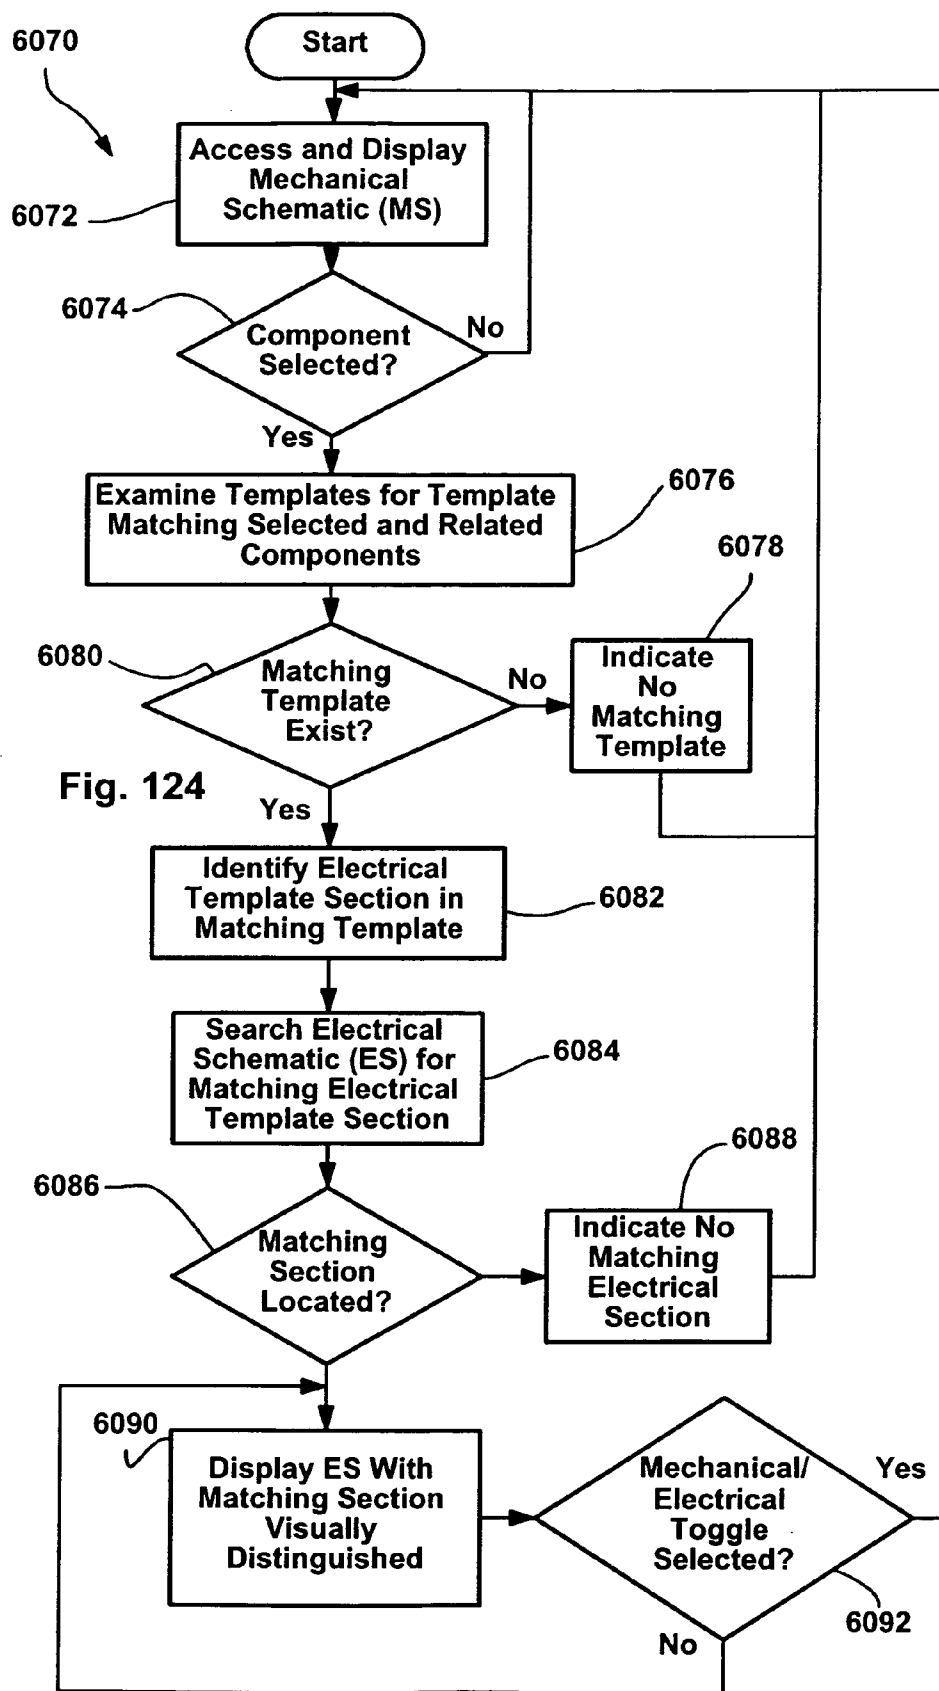 6070
Start
Access and Display
Mechanical
Schematic (MS)
6072
6074
Component
Selected?
No
Yes
Examine Templates for Template
Matching Selected and Related
Components
6076
6078
6080
Matching
Template
Exist?
No
Indicate
No
Matching
Template
Fig. 124
Yes
Identify Electrical
Template Section in
Matching Template
6082
Search Electrical
Schematic (ES) for
Matching Electrical
Template Section
6084
6086
Matching
Section
Located?
6088
Indicate No
Matching
Electrical
Section
6090
Display ES With
Matching Section
Visually
Distinguished
Mechanical/
Electrical
Toggle
Selected?
Yes
6092
No